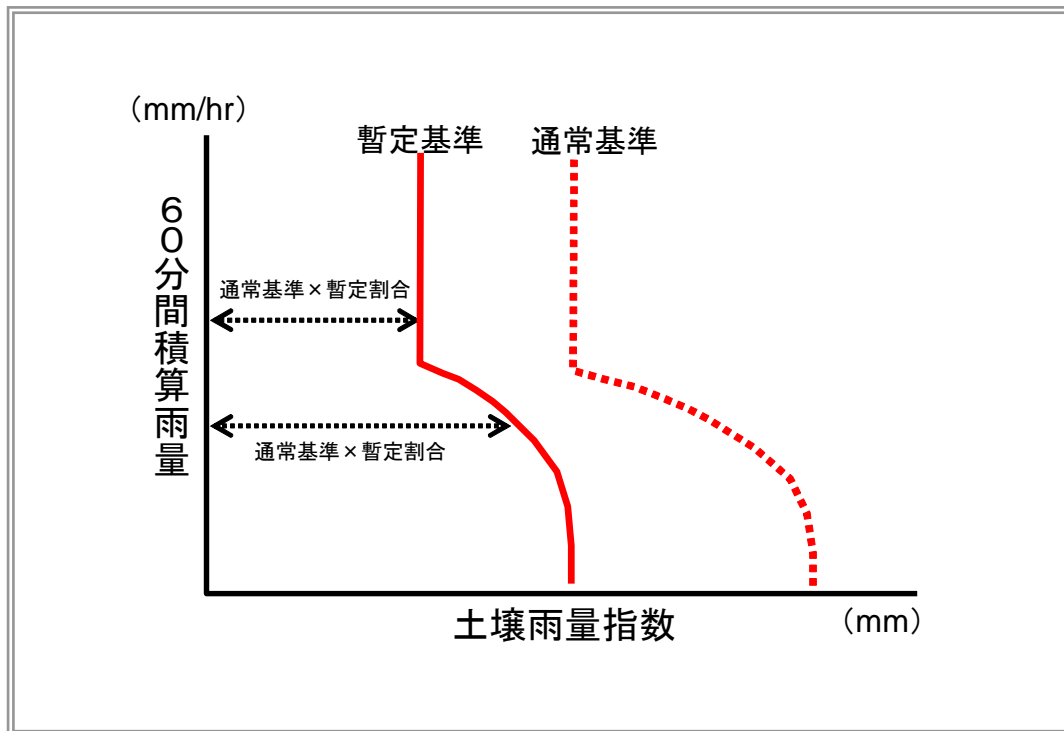 （mm/hr）
暫定基準
通常基準
６０分間積算雨量
通常基準×暫定割合
通常基準×暫定割合
土壌雨量指数
（mm）